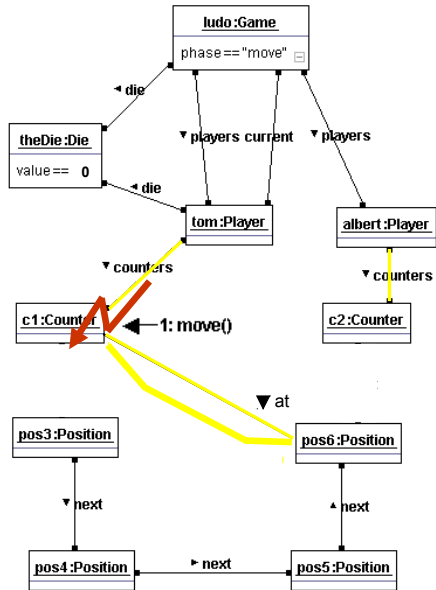 ludo:Game
phase=="move"
◄ die
▼ players current
▼ players
theDie:Die
value== 0
◄ die
tom:Player
albert:Player
▼ counters
▼ counters
c1:Counter
1: move()
c2:Counter
▼ at
pos3:Position
pos6:Position
▼ next
▲ next
pos4:Position
► next
pos5:Position